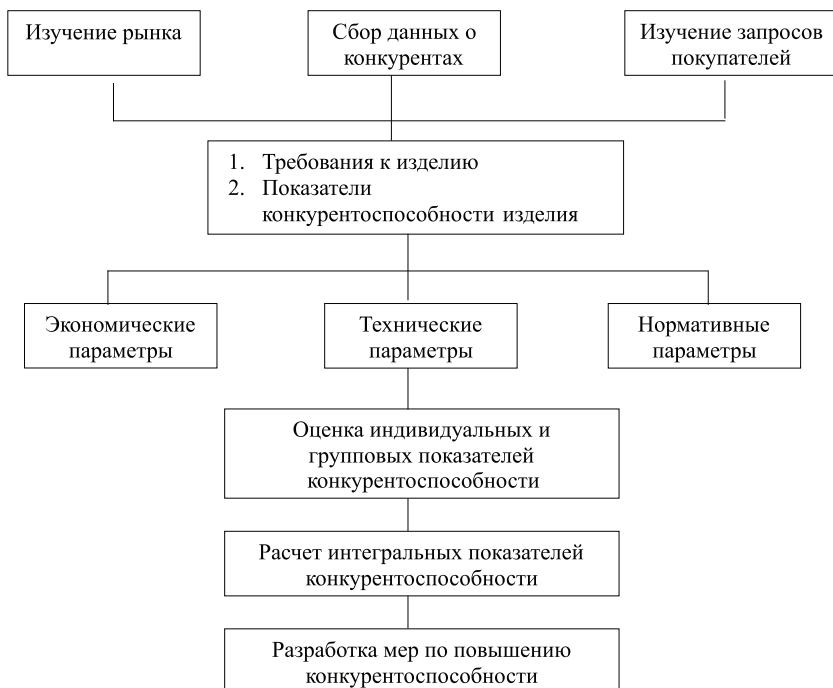 Изучение рынка
Сбор данных о
конкурентах
Изучение запросов
покупателей
1. Требования к изделию
2. Показатели
конкурентоспособности изделия
Экономические
параметры
Технические
параметры
Нормативные
параметры
Оценка индивидуальных и
групповых показателей
конкурентоспособности
Расчет интегральных показателей
конкурентоспособности
Разработка мер по повышению
конкурентоспособности